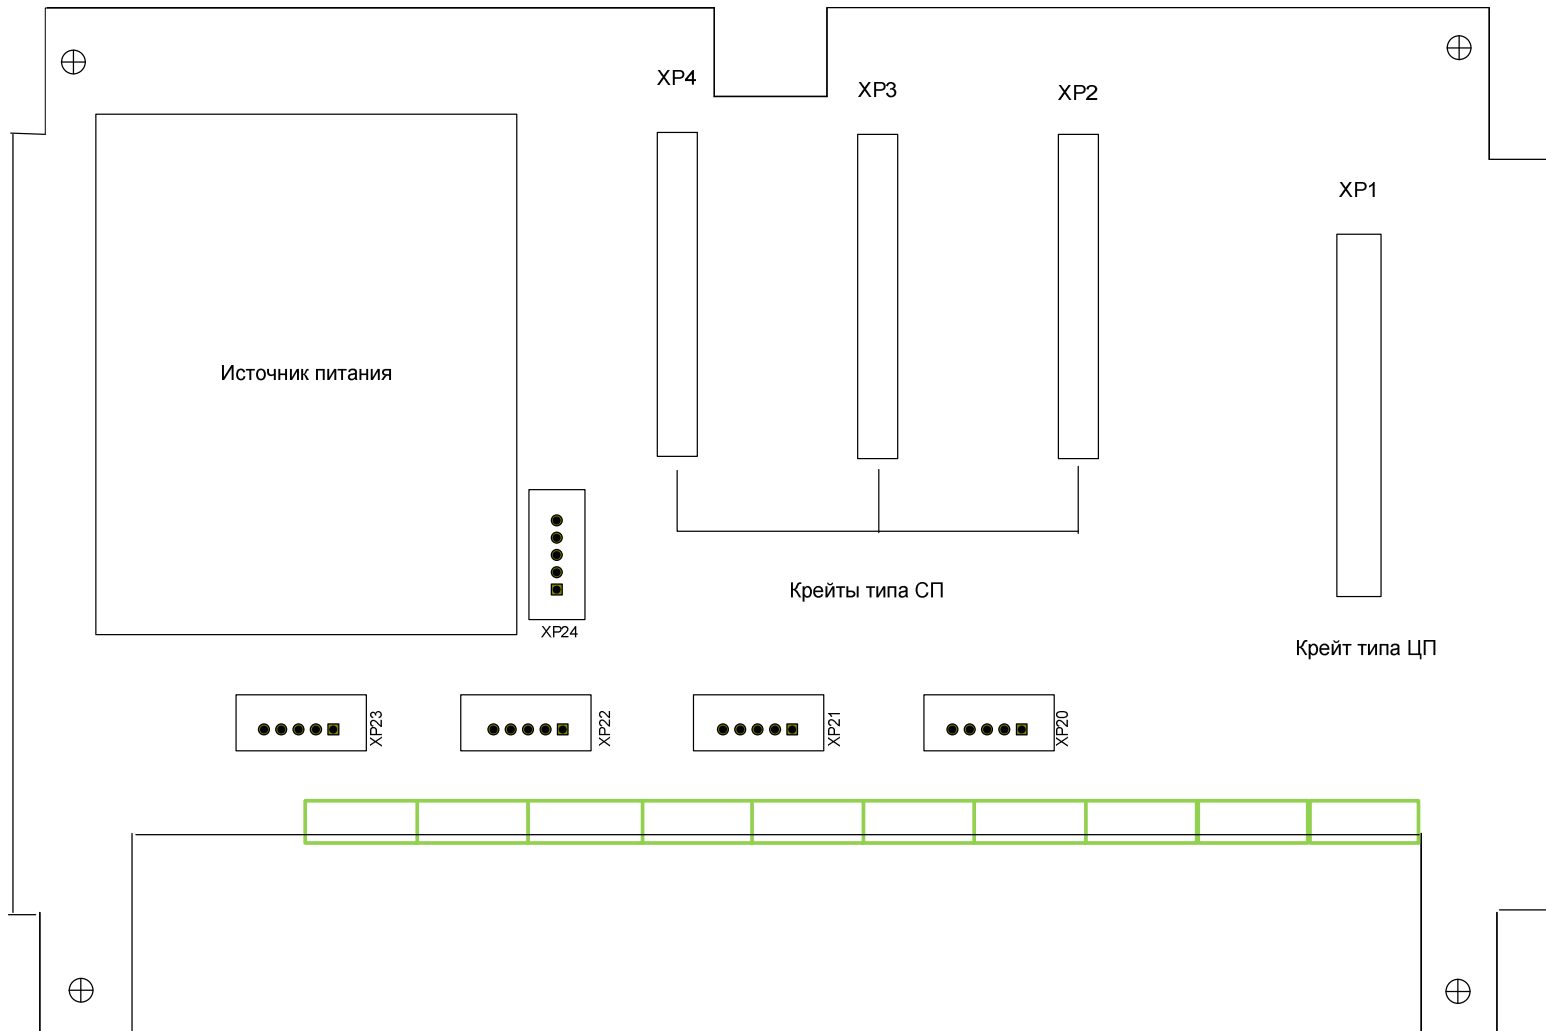 XP4
XP3
XP2
XP1
Источник питания
Крейты типа СП
XP24
Крейт типа ЦП
XP23
XP22
XP21
XP20